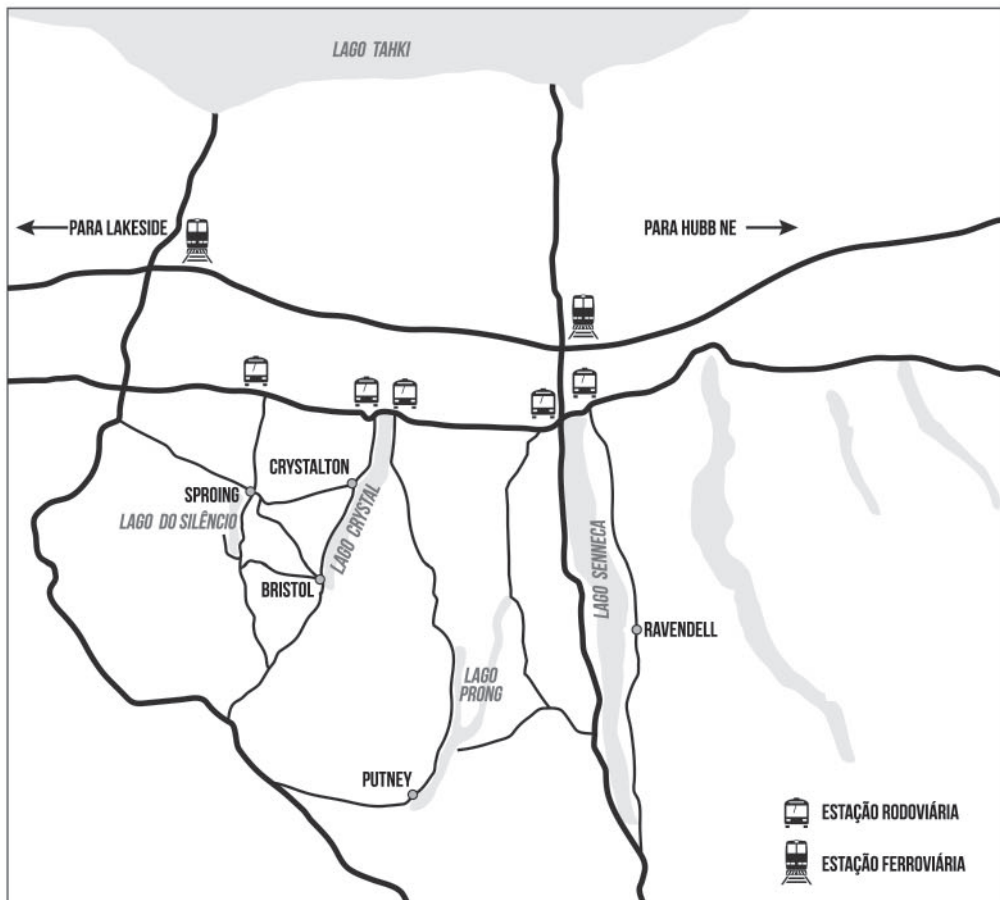 LAGO TAHKI
PARA LAKESIDE
PARA HUBB NE
CRYSTALTON
SPROING
LAGO DO SILÊNCIO
LAGO CRYSTAL
BRISTOL
LAGO SENNECA
RAVENDELL
LAGO
PRONG
PUTNEY
ESTAÇÃO RODOVIÁRIA
ESTAÇÃO FERROVIÁRIA